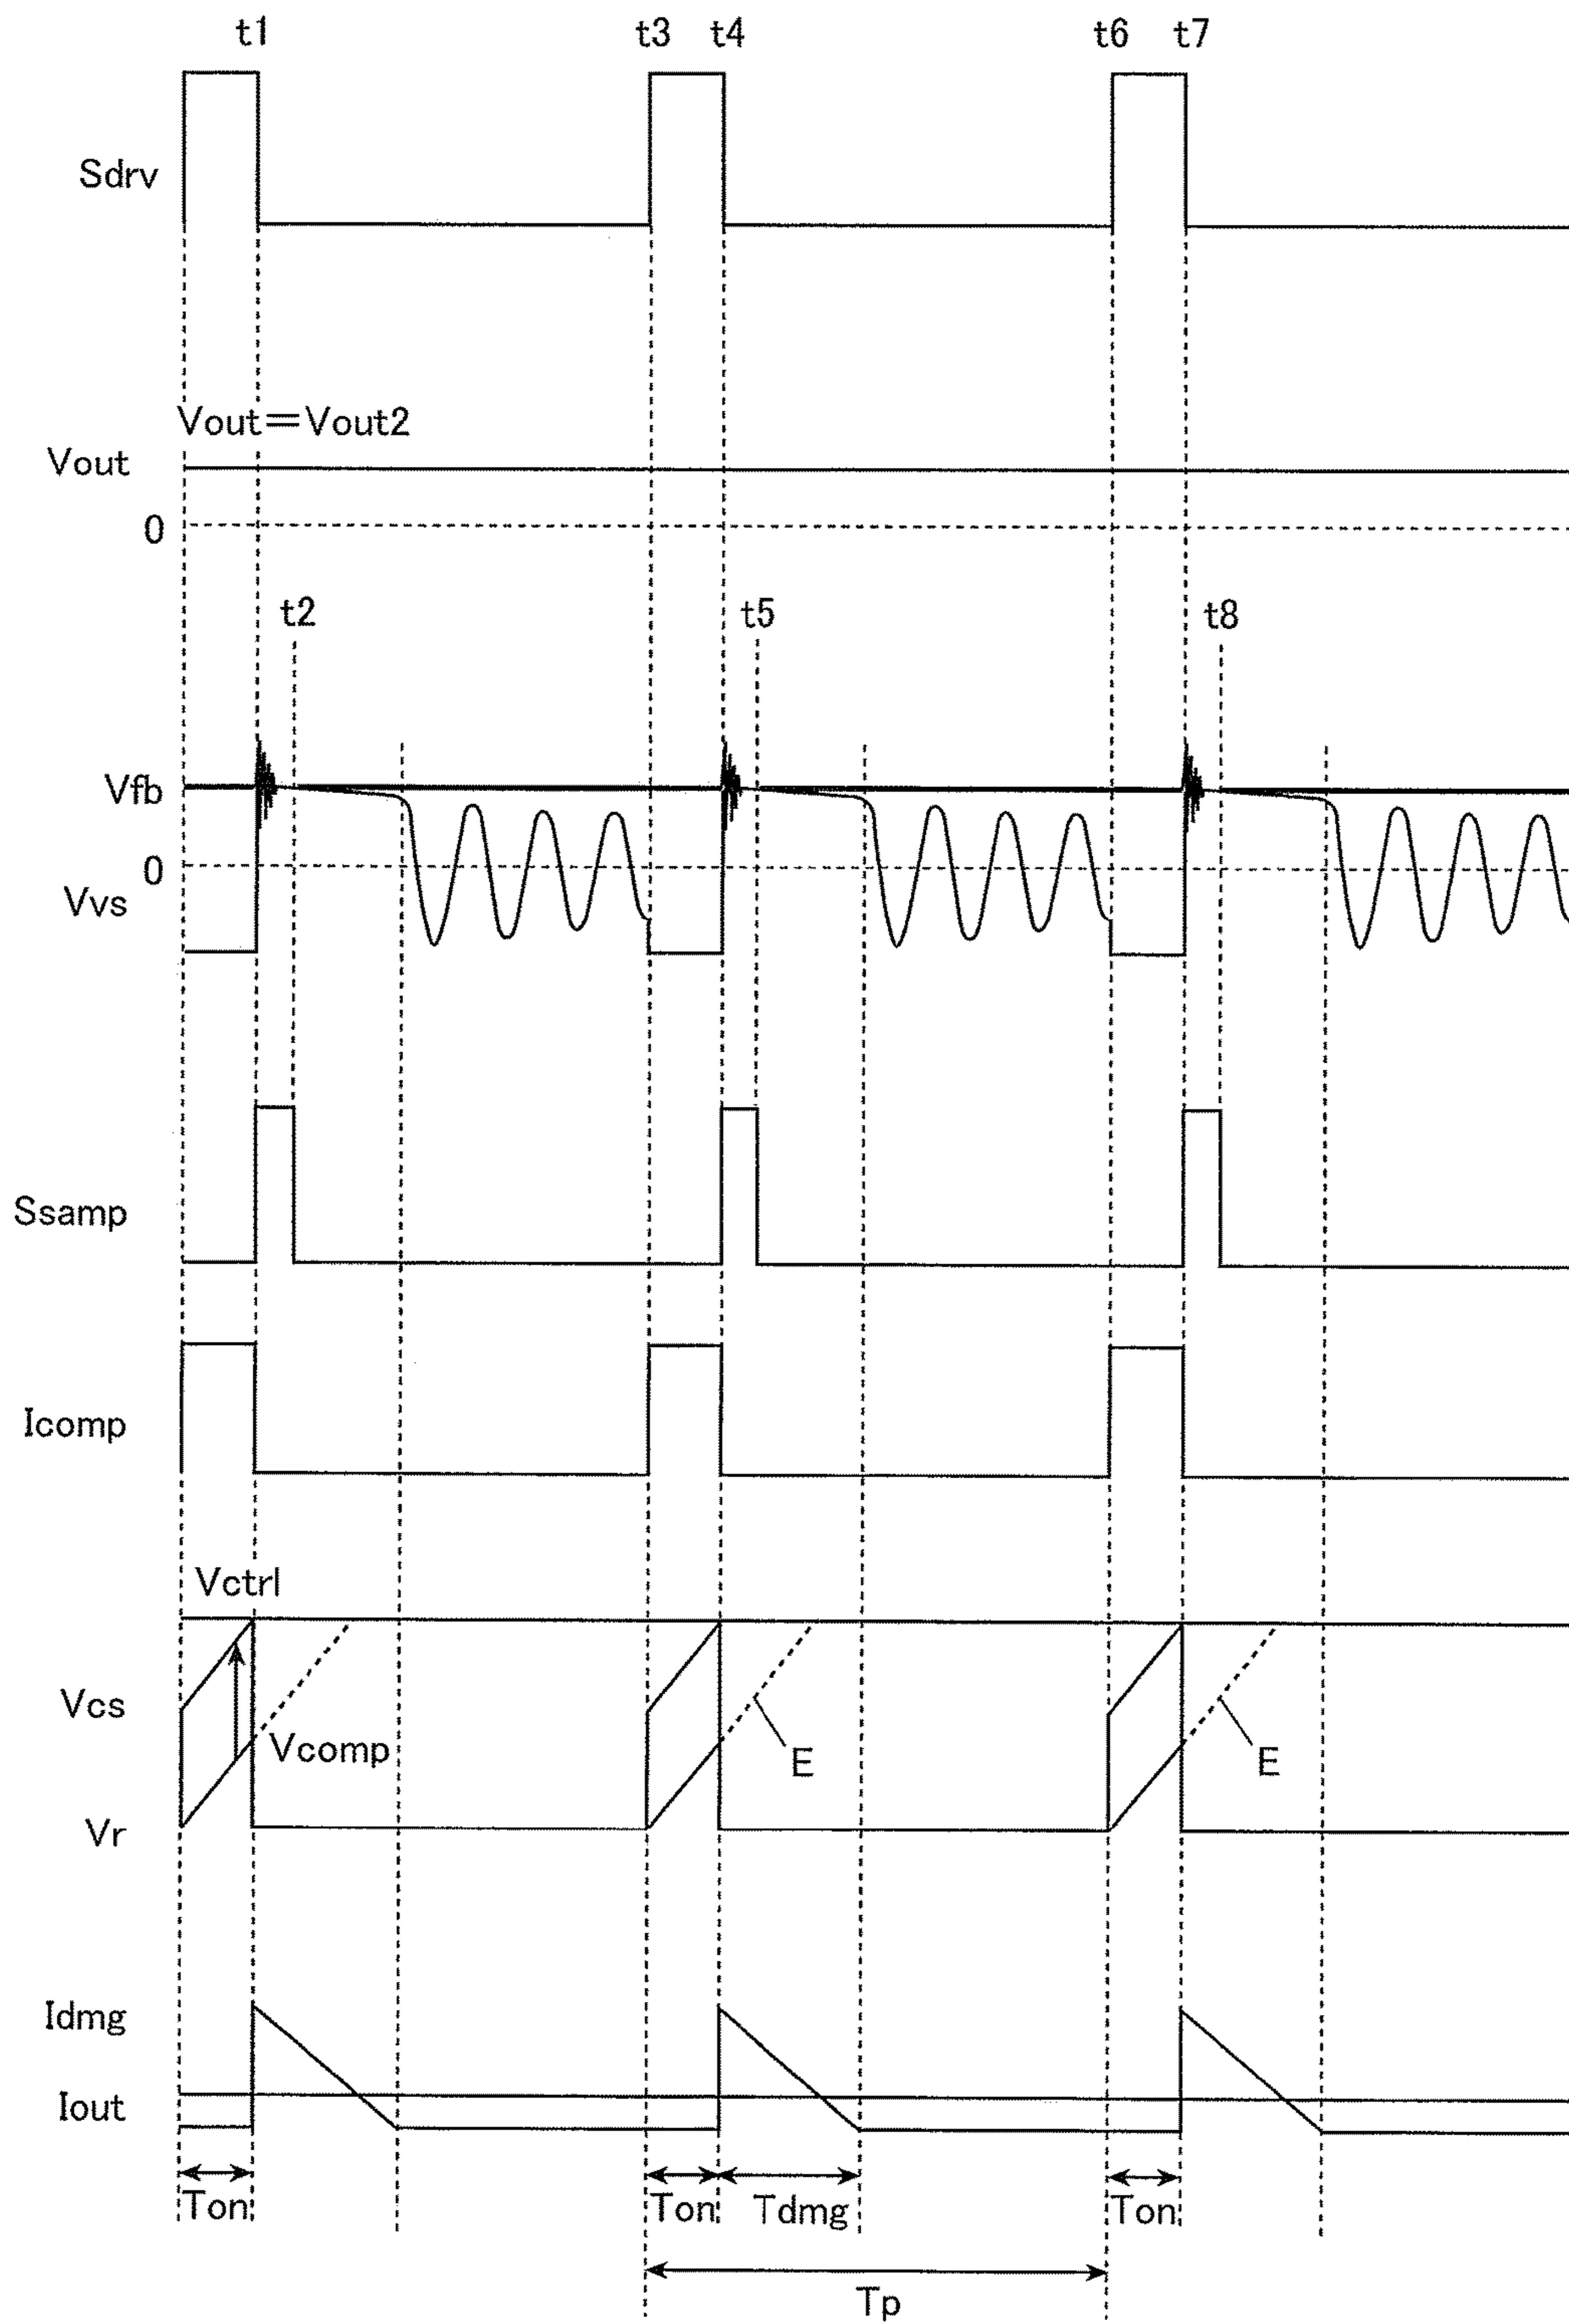 t1
t3
t4
t6
t7
Sdrv
Vout=Vout2
Vout
0
t2
t5
t8
Vfb
0
Vvs
Ssamp
Icomp
Vctrl
Vcs
Vcomp
E
E
Vr
Idmg
Iout
Ton
Ton
Tdmg
Ton
Tp